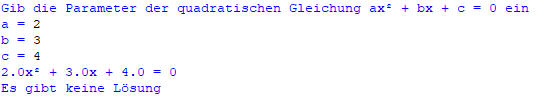 Gib die Parameter der quadratischen Gleichung ax² + bx + c = 0 ein
a = 2
b = 3
c = 4
2.0x² + 3.0x + 4.0 = 0
Es gibt keine Lösung